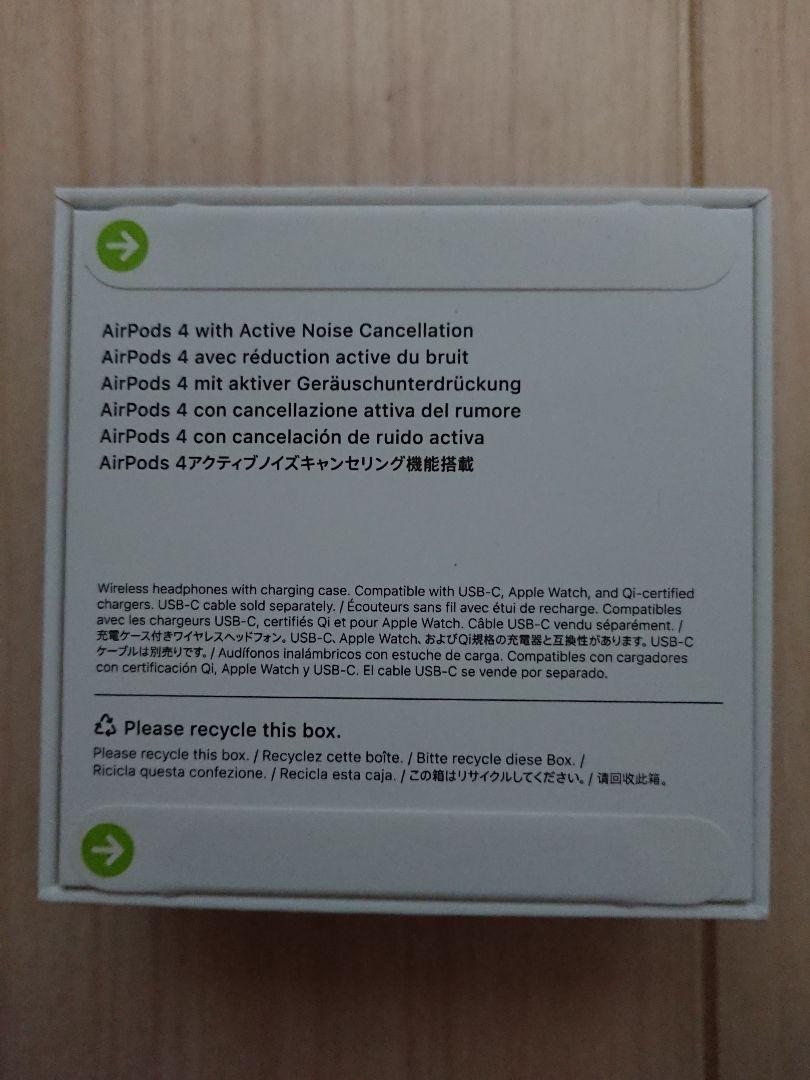 AirPods 4 with Active Noise Cancellation
AirPods 4 avec réduction active du bruit
AirPods 4 mit aktiver Geräuschunterdrückung
AirPods 4 con cancellazione attiva del rumore
AirPods 4 con cancelación de ruido activa
AirPods 4アクティブノイズキャンセリング機能搭載
Wireless headphones with charging case. Compatible with USB-C, Apple Watch, and Qi-certified
chargers. USB-C cable sold separately. / Écouteurs sans fil avec étui de recharge. Compatibles
avec les chargeurs USB-C, certifiés Qi et pour Apple Watch. Câble USB-C vendu séparément. /
充電ケース付きワイヤレスヘッドフォン。USB-C、Apple Watch、およびQi規格の充電器と互換性があります。USB-C
ケーブルは別売りです。/ Audífonos inalámbricos con estuche de carga. Compatibles con cargadores
con certificación Qi, Apple Watch y USB-C. El cable USB-C se vende por separado.
Please recycle this box.
Please recycle this box. / Recyclez cette boîte. / Bitte recycle diese Box. /
Ricicla questa confezione. / Recicla esta caja. / この箱はリサイクルしてください。/ 请回收此箱。